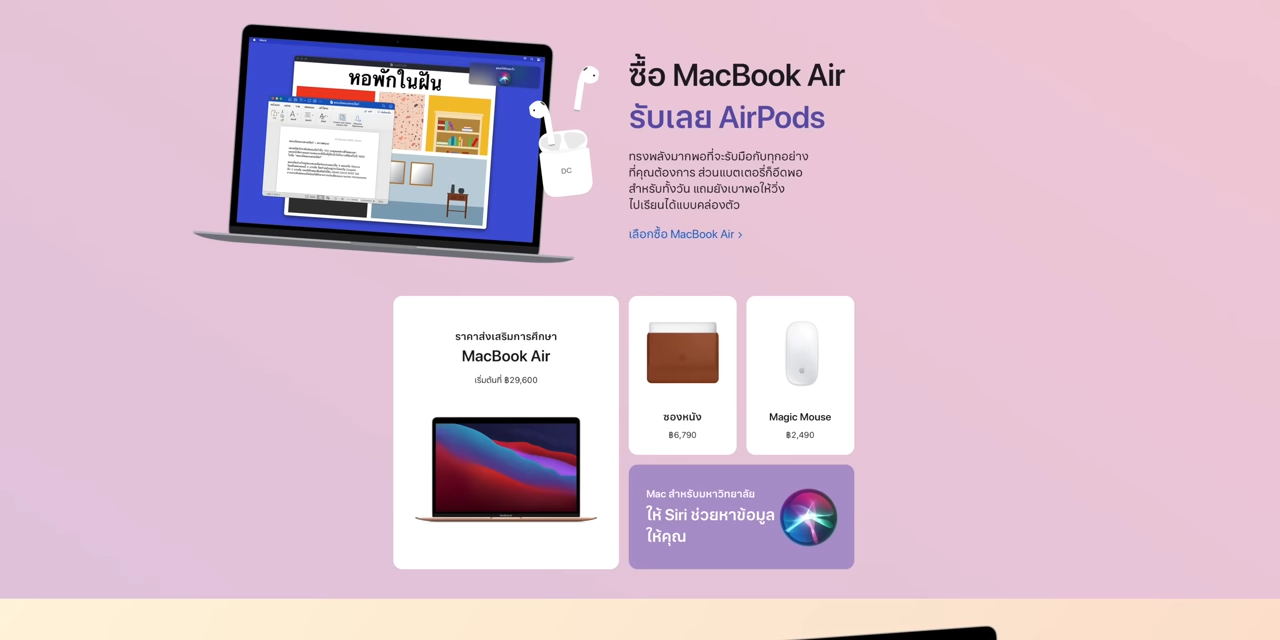 หอพักในฝัน
DC
ซื้อ MacBook Air
รับเลย AirPods
ทรงพลังมากพอที่จะรับมือกับทุกอย่าง
ที่คุณต้องการ ส่วนแบตเตอรี่ก็อึดพอ
สำหรับทั้งวัน แถมยังเบาพอให้วิ่ง
ไปเรียนได้แบบคล่องตัว
เลือกซื้อ MacBook Air >
ราคาส่งเสริมการศึกษา
MacBook Air
เริ่มต้นที่ ฿29,600
ซองหนัง
฿6,790
Magic Mouse
฿2,490
Mac สำหรับมหาวิทยาลัย
ให้ Siri ช่วยหาข้อมูล
ให้คุณ